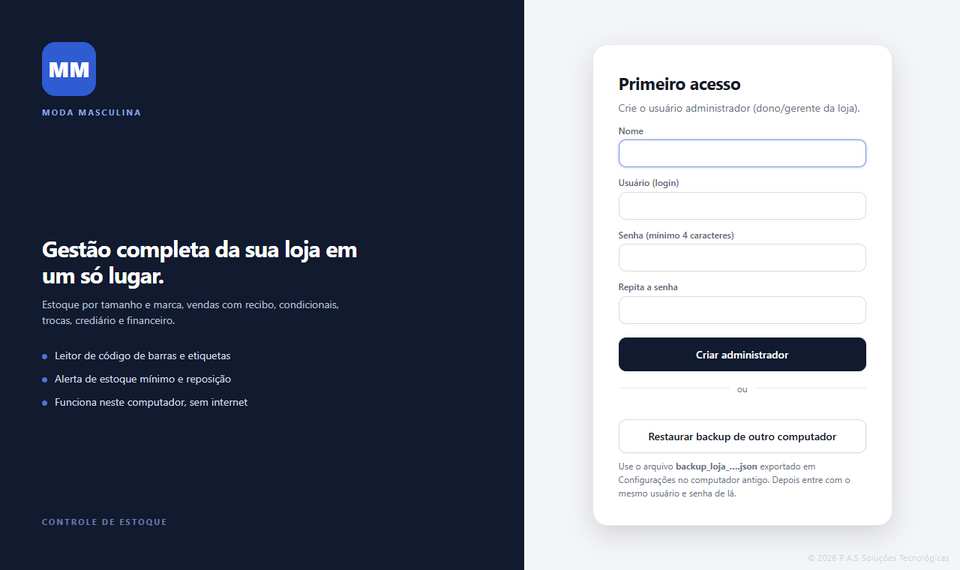 MM
MODA MASCULINA
Gestão completa da sua loja em
um só lugar.
Estoque por tamanho e marca, vendas com recibo, condicionais,
trocas, crediário e financeiro.
Leitor de código de barras e etiquetas
Alerta de estoque mínimo e reposição
Funciona neste computador, sem internet
CONTROLE DE ESTOQUE
Primeiro acesso
Crie o usuário administrador (dono/gerente da loja).
Nome
Usuário (login)
Senha (mínimo 4 caracteres)
Repita a senha
Criar administrador
ou
Restaurar backup de outro computador
Use o arquivo backup_loja_....json exportado em
Configurações no computador antigo. Depois entre com o
mesmo usuário e senha de lá.
© 2026 P.A.S Soluções Tecnológicas